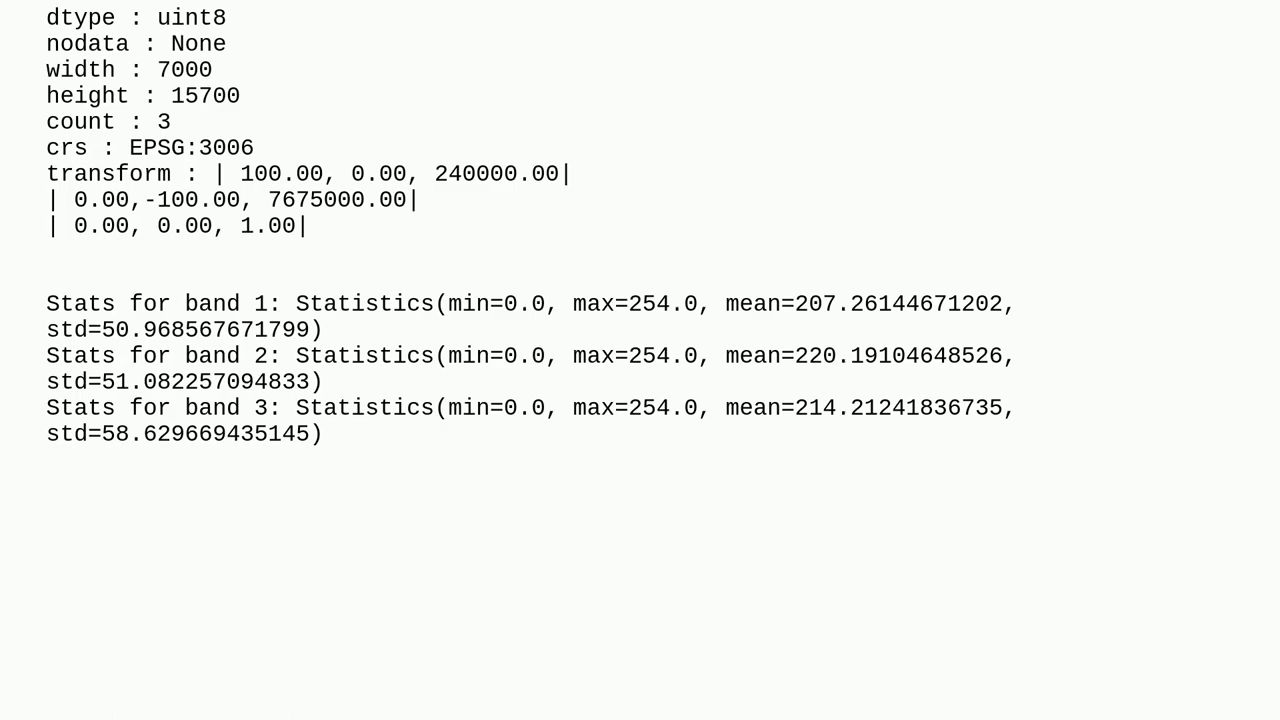 dtype : uint8
nodata : None
width : 7000
height : 15700
count : 3
crs : EPSG:3006
transform : | 100.00, 0.00, 240000.00|
| 0.00,-100.00, 7675000.00|
| 0.00, 0.00, 1.00|
Stats for band 1: Statistics(min=0.0, max=254.0, mean=207.26144671202,
std=50.968567671799)
Stats for band 2: Statistics(min=0.0, max=254.0, mean=220.19104648526,
std=51.082257094833)
Stats for band 3: Statistics(min=0.0, max=254.0, mean=214.21241836735,
std=58.629669435145)